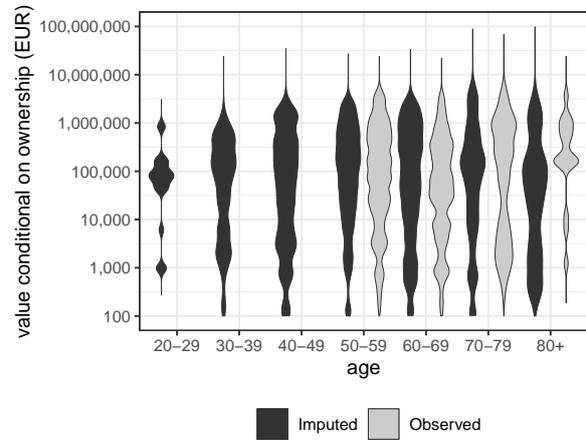 value conditional on ownership (EUR)
100,000,000
10,000,000
1,000,000
100,000
10,000
1,000
100
20–29 30–39 40–49 50–59 60–69 70–79 80+
age
Imputed Observed